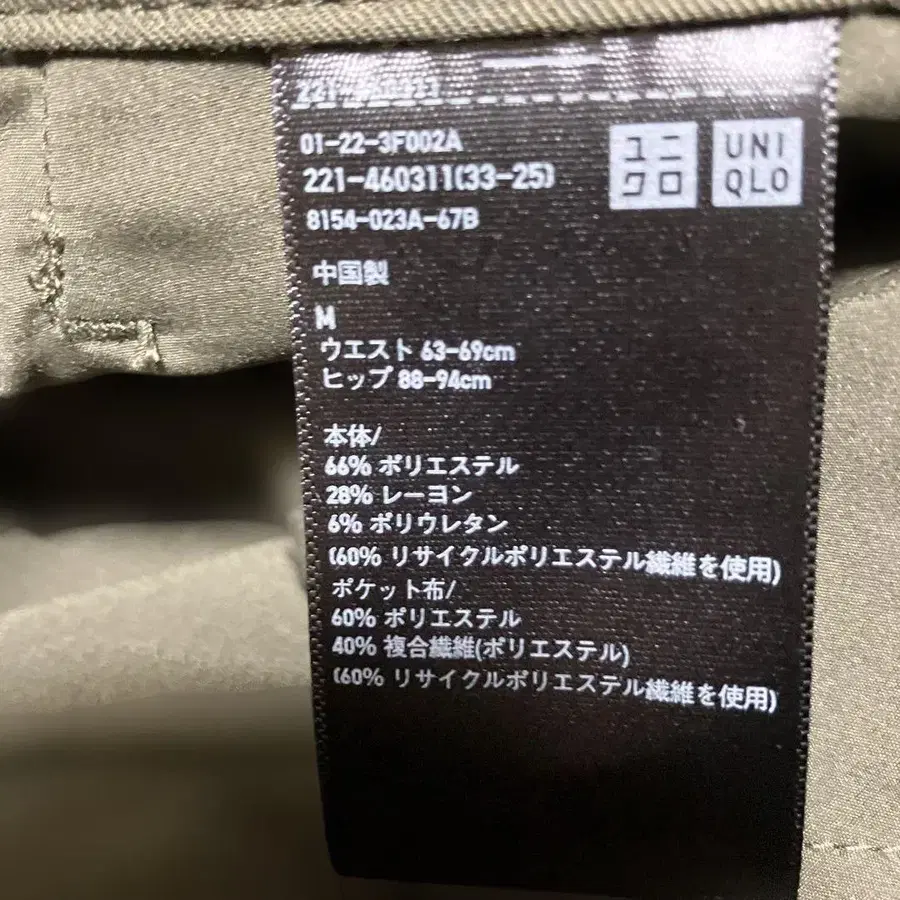 01-22-3F002A
221-460311(33-25)
8154-023A-67B
ユニ
クロ
UNI
QLO
中国製
M
ウエスト 63-69cm
ヒップ 88-94cm
本体/
66% ポリエステル
28% レーヨン
6% ポリウレタン
(60% リサイクルポリエステル繊維を使用)
ポケット布/
60% ポリエステル
40% 複合繊維(ポリエステル)
(60% リサイクルポリエステル繊維を使用)